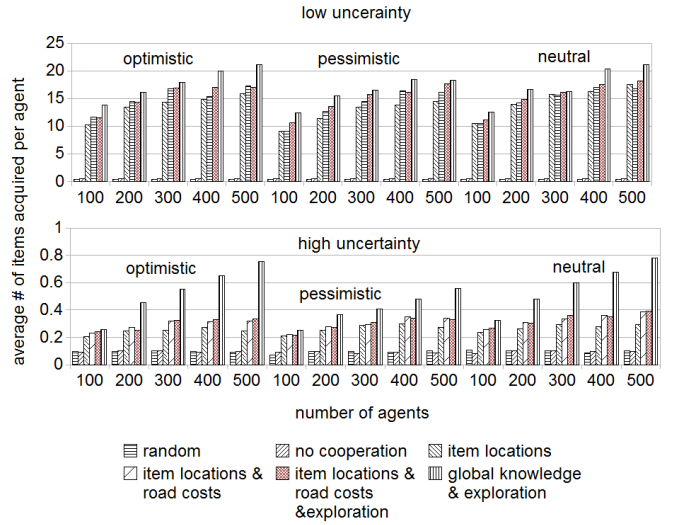 low uncerainty
optimistic pessimistic neutral
25
20
15
10
5
0
100 200 300 400 500 100 200 300 400 500 100 200 300 400 500
average # of items acquired per agent
high uncertainty
optimistic pessimistic neutral
1
0.8
0.6
0.4
0.2
0
100 200 300 400 500 100 200 300 400 500 100 200 300 400 500
number of agents
random
no cooperation
item locations
item locations &
road costs
item locations &
road costs
&exploration
global knowledge
& exploration